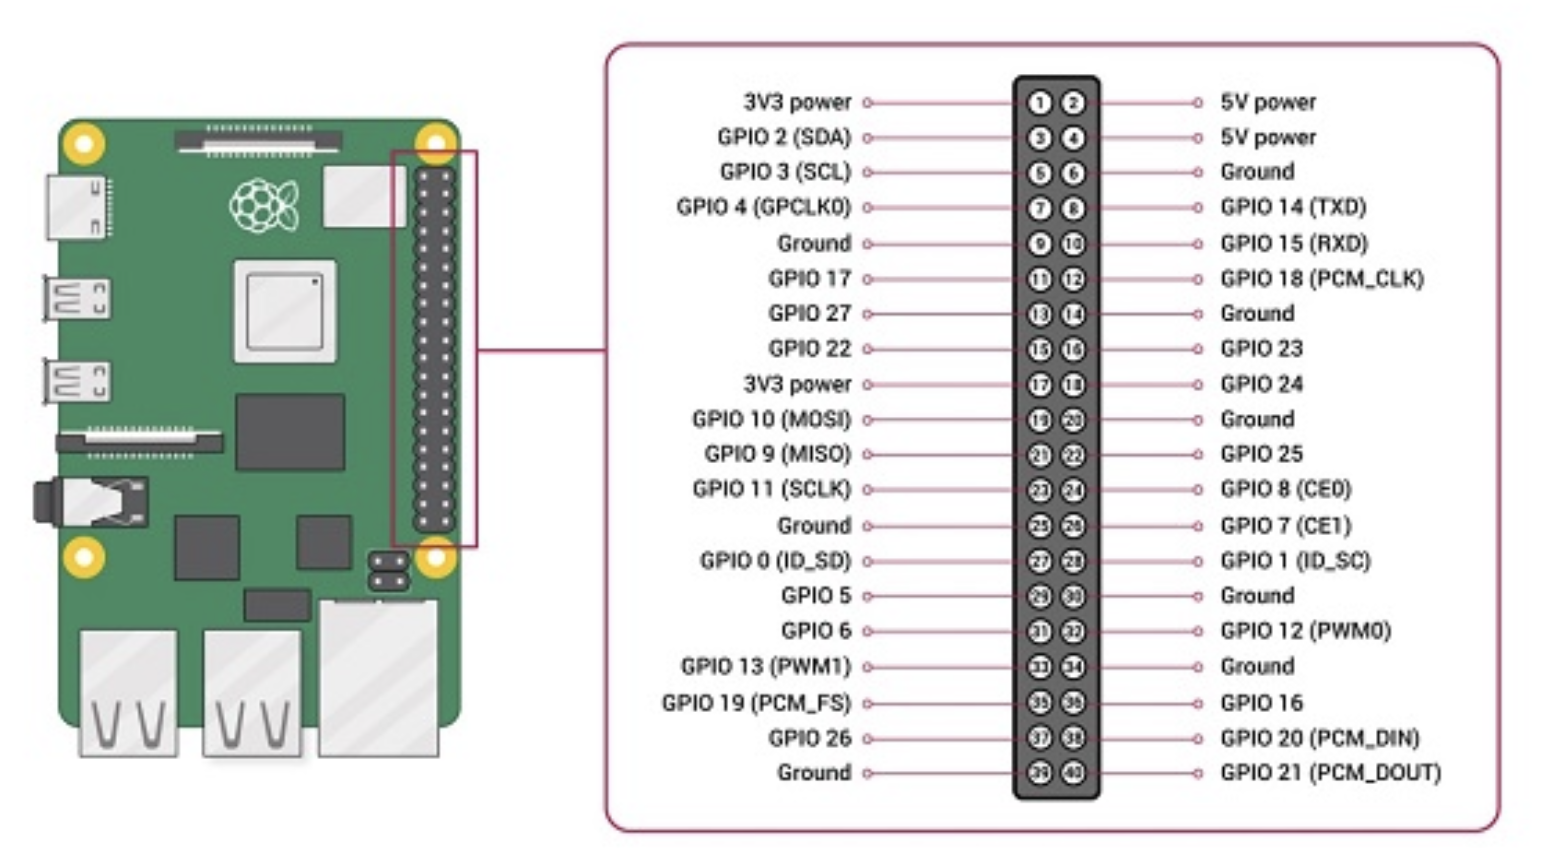 3V3 power 1 2 5V power
GPIO 2 (SDA) 3 4 5V power
GPIO 3 (SCL) 5 6 Ground
GPIO 4 (GPCLK0) 7 8 GPIO 14 (TXD)
Ground 9 10 GPIO 15 (RXD)
GPIO 17 11 12 GPIO 18 (PCM_CLK)
GPIO 27 13 14 Ground
GPIO 22 15 16 GPIO 23
3V3 power 17 18 GPIO 24
GPIO 10 (MOSI) 19 20 Ground
GPIO 9 (MISO) 21 22 GPIO 25
GPIO 11 (SCLK) 23 24 GPIO 8 (CE0)
Ground 25 26 GPIO 7 (CE1)
GPIO 0 (ID_SD) 27 28 GPIO 1 (ID_SC)
GPIO 5 29 30 Ground
GPIO 6 31 32 GPIO 12 (PWM0)
GPIO 13 (PWM1) 33 34 Ground
GPIO 19 (PCM_FS) 35 36 GPIO 16
GPIO 26 37 38 GPIO 20 (PCM_DIN)
Ground 39 40 GPIO 21 (PCM_DOUT)